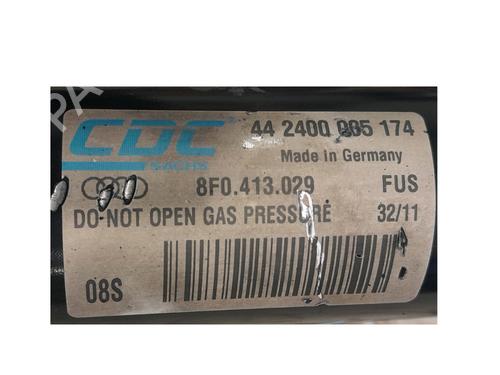 CDC 44 2400 005 174
SACHS Made in Germany
8F0.413.029 FUS
DO NOT OPEN GAS PRESSURE 32/11
08S